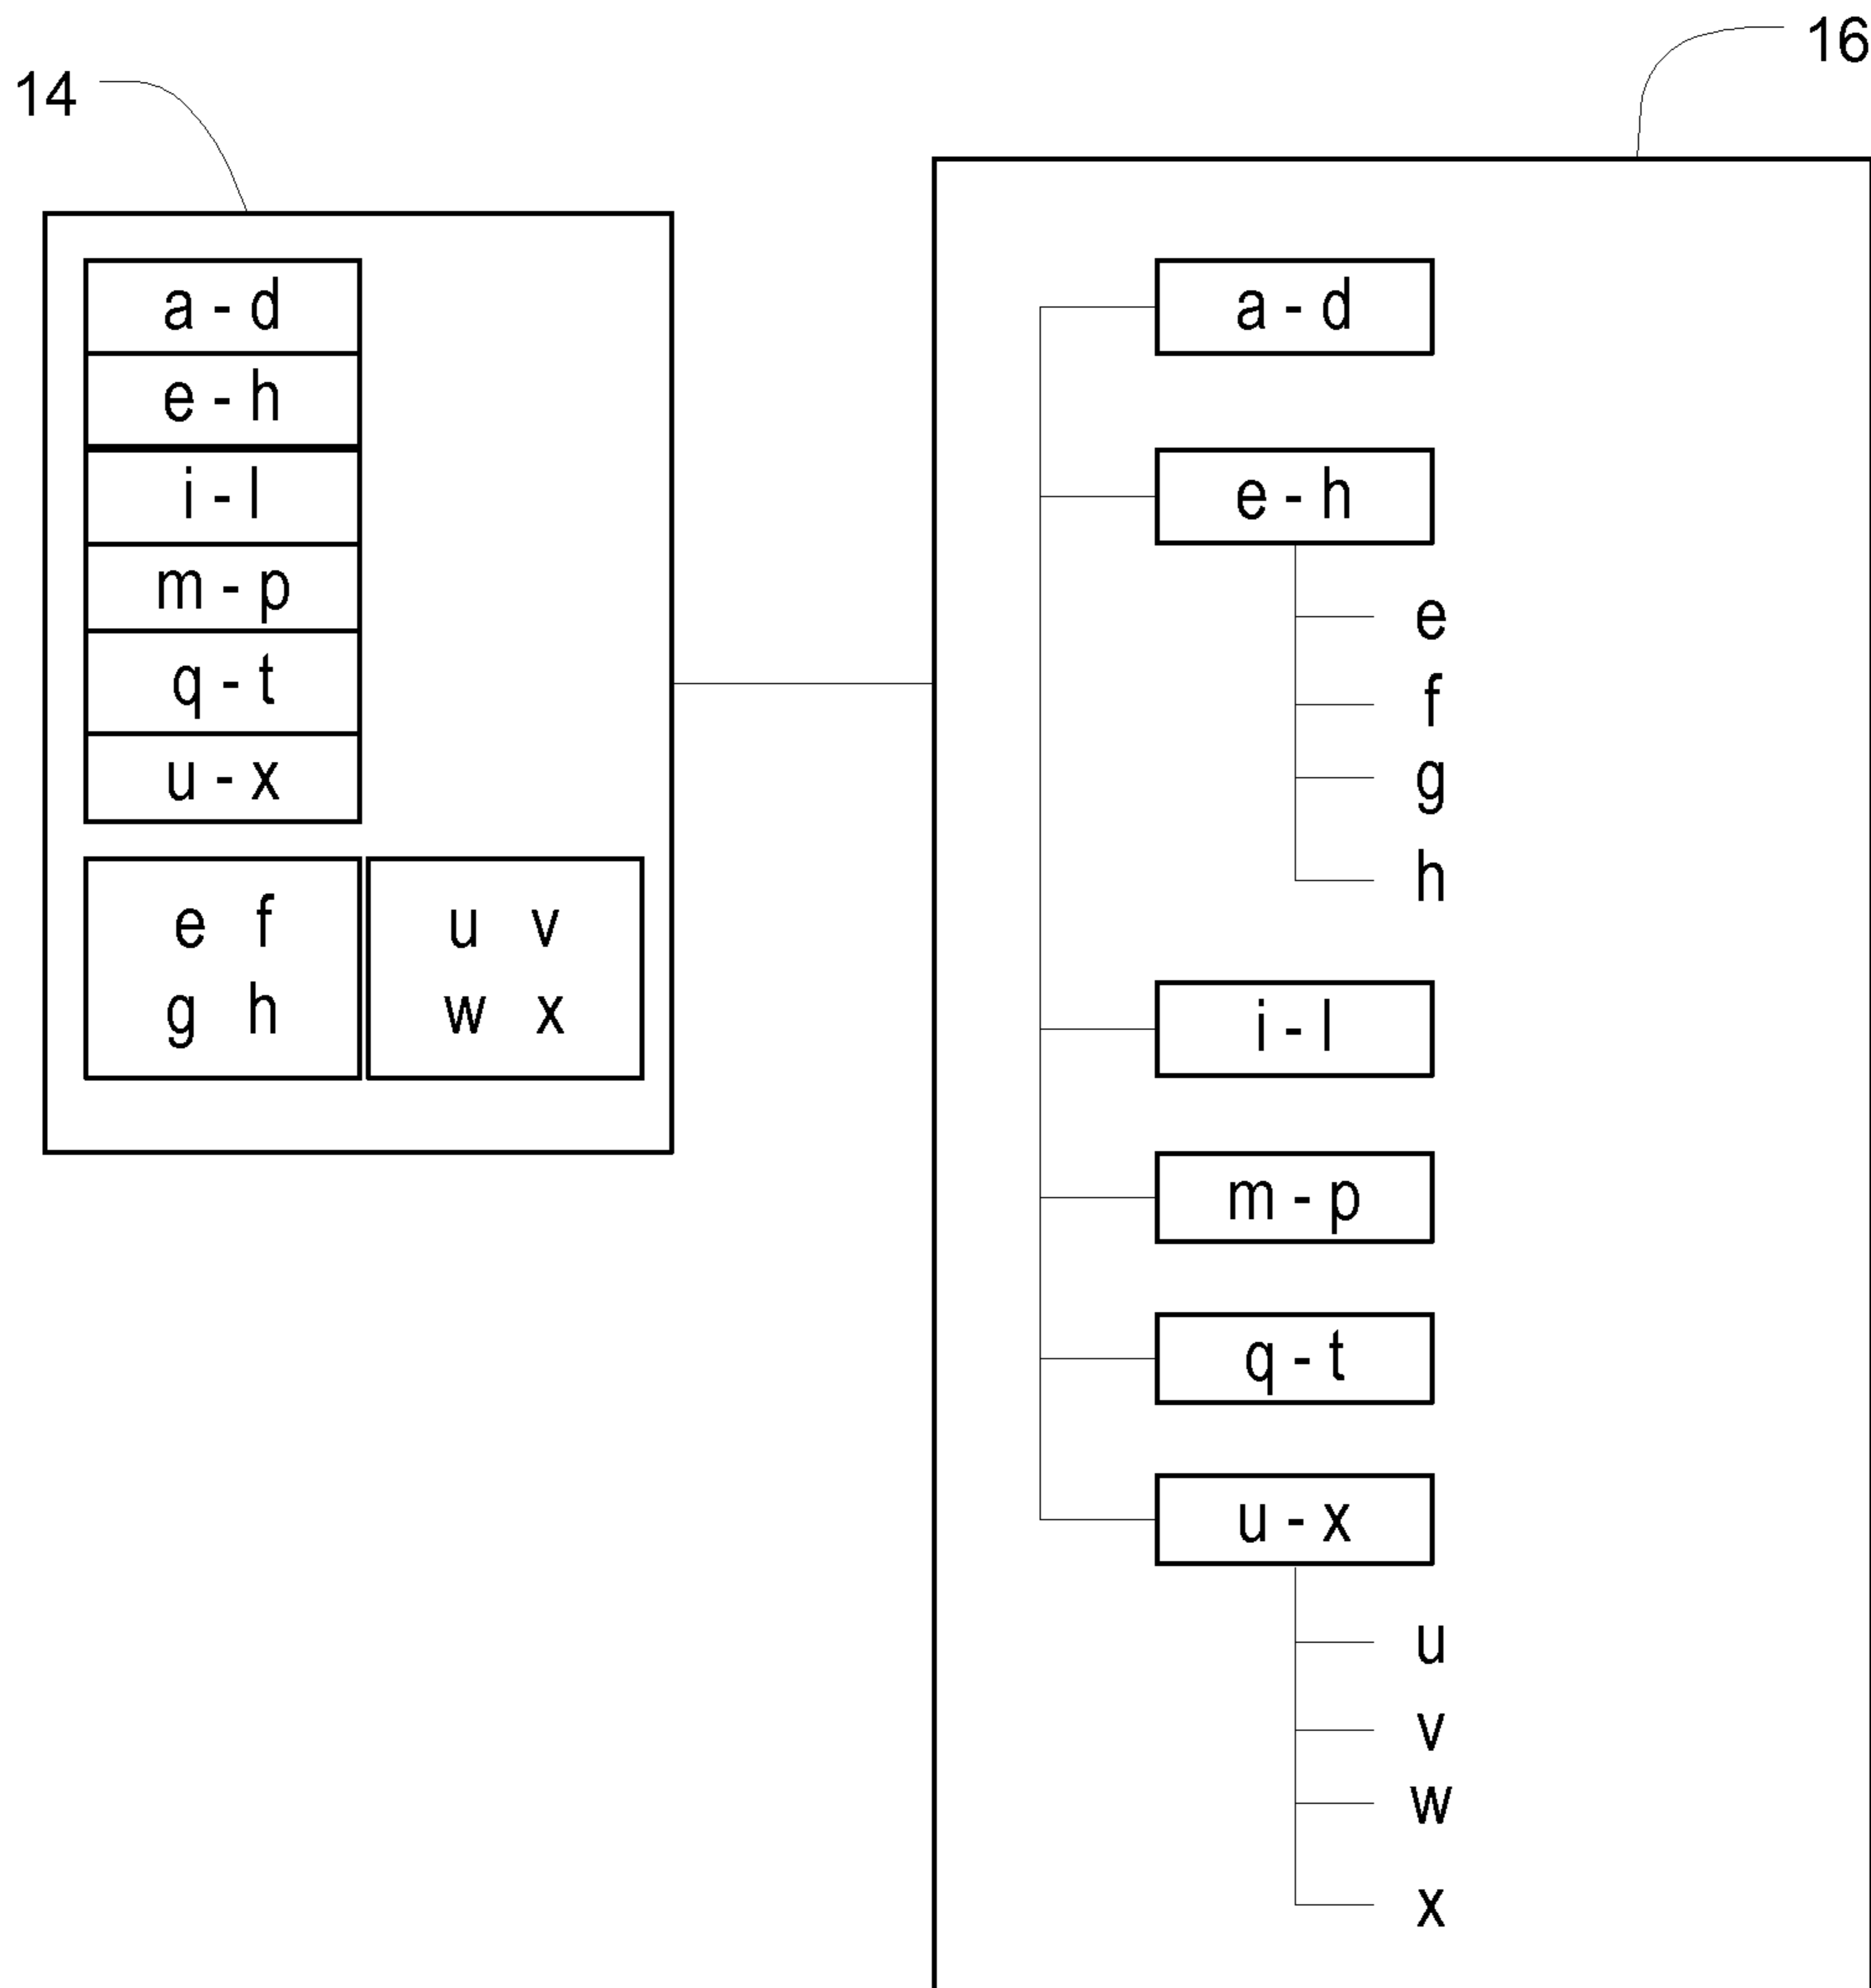 14
a - d
e - h
i - l
m - p
q - t
u - x
e f
g h
u v
w x
16
a - d
e - h
e
f
g
h
i - l
m - p
q - t
u - x
u
v
w
x